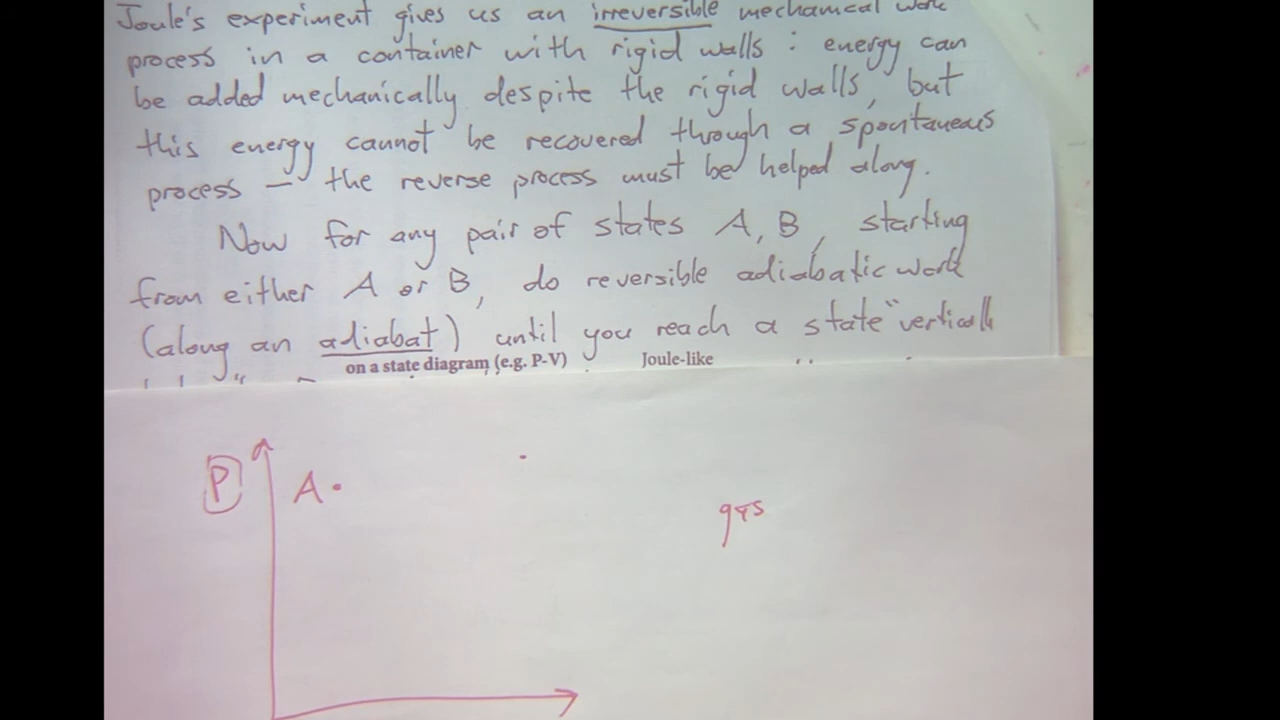 Joule's experiment gives us an irreversible mechanical work
process in a container with rigid walls: energy can
be added mechanically despite the rigid walls, but
this energy cannot be recovered through a spontaneous
process — the reverse process must be helped along.
Now for any pair of states A, B, starting
from either A or B, do reversible adiabatic work
(along an adiabat) until you reach a state "vertically
on a state diagram (e.g. P-V) Joule-like
P A
gas